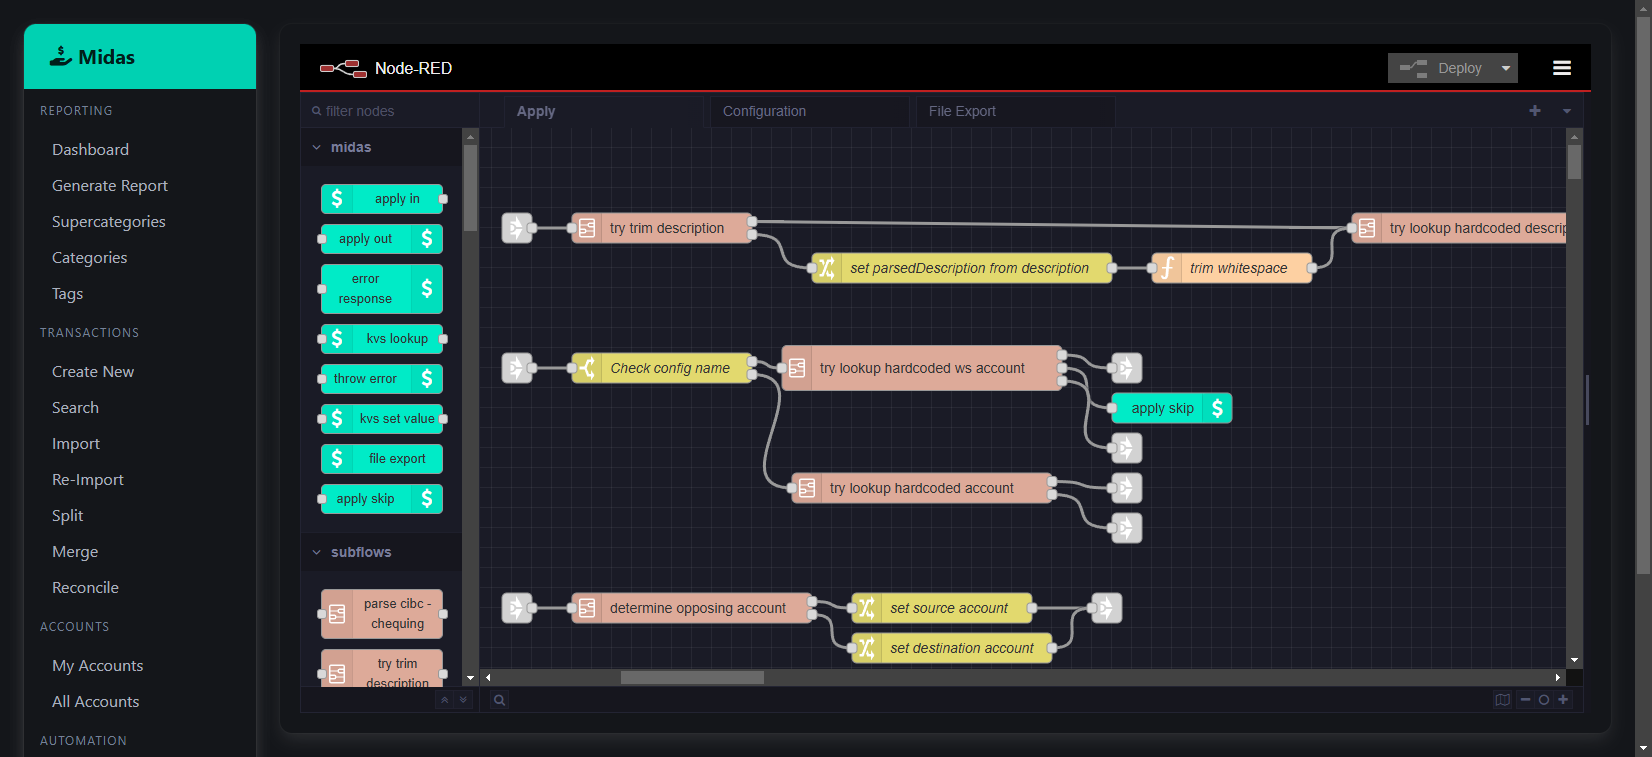 Midas
REPORTING
Dashboard
Generate Report
Supercategories
Categories
Tags
TRANSACTIONS
Create New
Search
Import
Re-Import
Split
Merge
Reconcile
ACCOUNTS
My Accounts
All Accounts
AUTOMATION
Node-RED
Deploy
filter nodes
Apply
Configuration
File Export
midas
apply in
apply out
error
response
kvs lookup
throw error
kvs set value
file export
apply skip
subflows
parse cibc -
chequing
try trim
description
try trim description
try lookup hardcoded descrip
set parsedDescription from description
trim whitespace
Check config name
try lookup hardcoded ws account
apply skip
try lookup hardcoded account
determine opposing account
set source account
set destination account